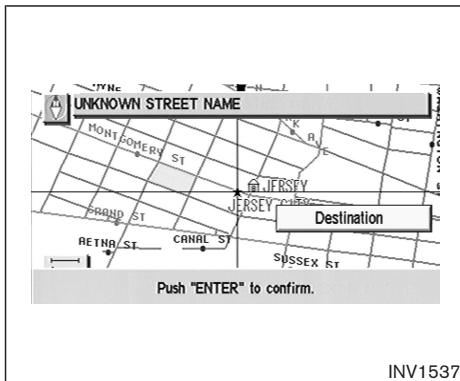 UNKNOWN STREET NAME
MONTGOMERY ST
JERSEY
JERSEY CITY
Destination
GRAND ST
AETNA ST
CANAL ST
SUSSEX ST
Push "ENTER" to confirm.
INV1537